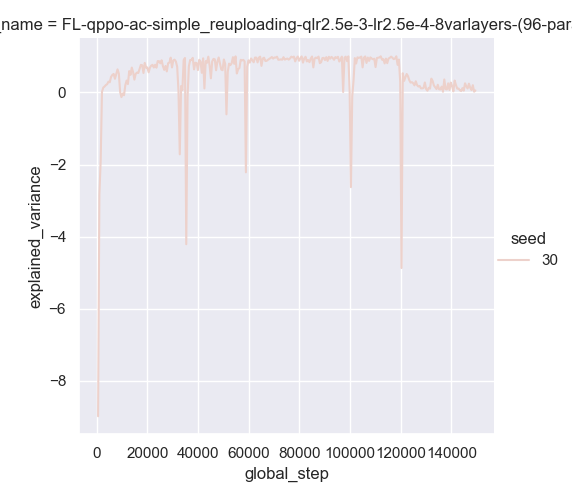 _name = FL-qppo-ac-simple_reuploading-qlr2.5e-3-lr2.5e-4-8varlayers-(96-par
0
−2
−4
−6
−8
explained_variance
0 20000 40000 60000 80000 100000 120000 140000
global_step
seed
30